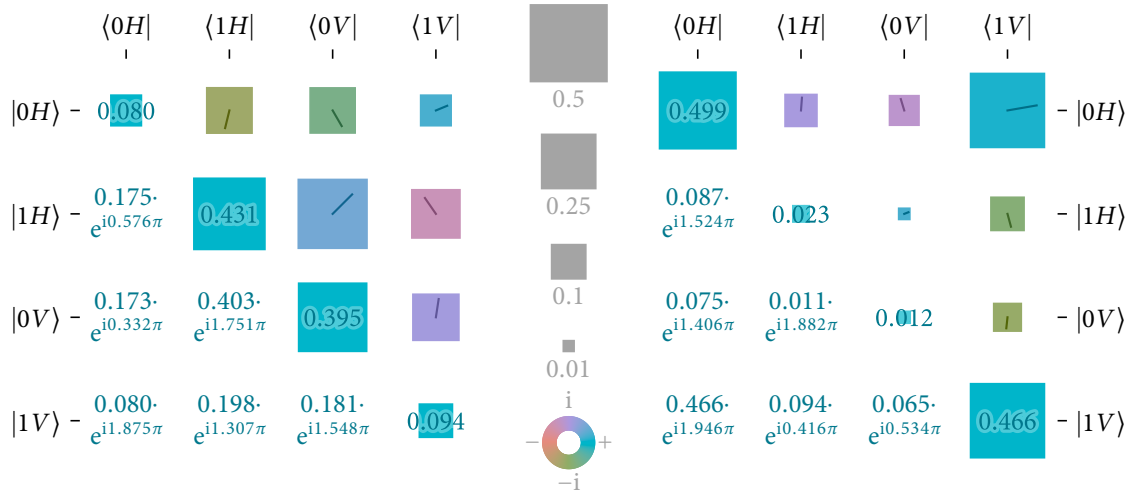 ⟨0H| ⟨1H| ⟨0V| ⟨1V| ⟨0H| ⟨1H| ⟨0V| ⟨1V|
|0H⟩ 0.080 0.5 0.499 |0H⟩
|1H⟩ 0.175· 0.431 0.25 0.087· 0.023 |1H⟩
e^{i0.576π} e^{i1.524π}
|0V⟩ 0.173· 0.403· 0.395 0.1 0.075· 0.011· 0.012 |0V⟩
e^{i0.332π} e^{i1.751π} e^{i1.406π} e^{i1.882π}
0.01
|1V⟩ 0.080· 0.198· 0.181· 0.094 i 0.466· 0.094· 0.065· 0.466 |1V⟩
e^{i1.875π} e^{i1.307π} e^{i1.548π} − + e^{i1.946π} e^{i0.416π} e^{i0.534π}
−i